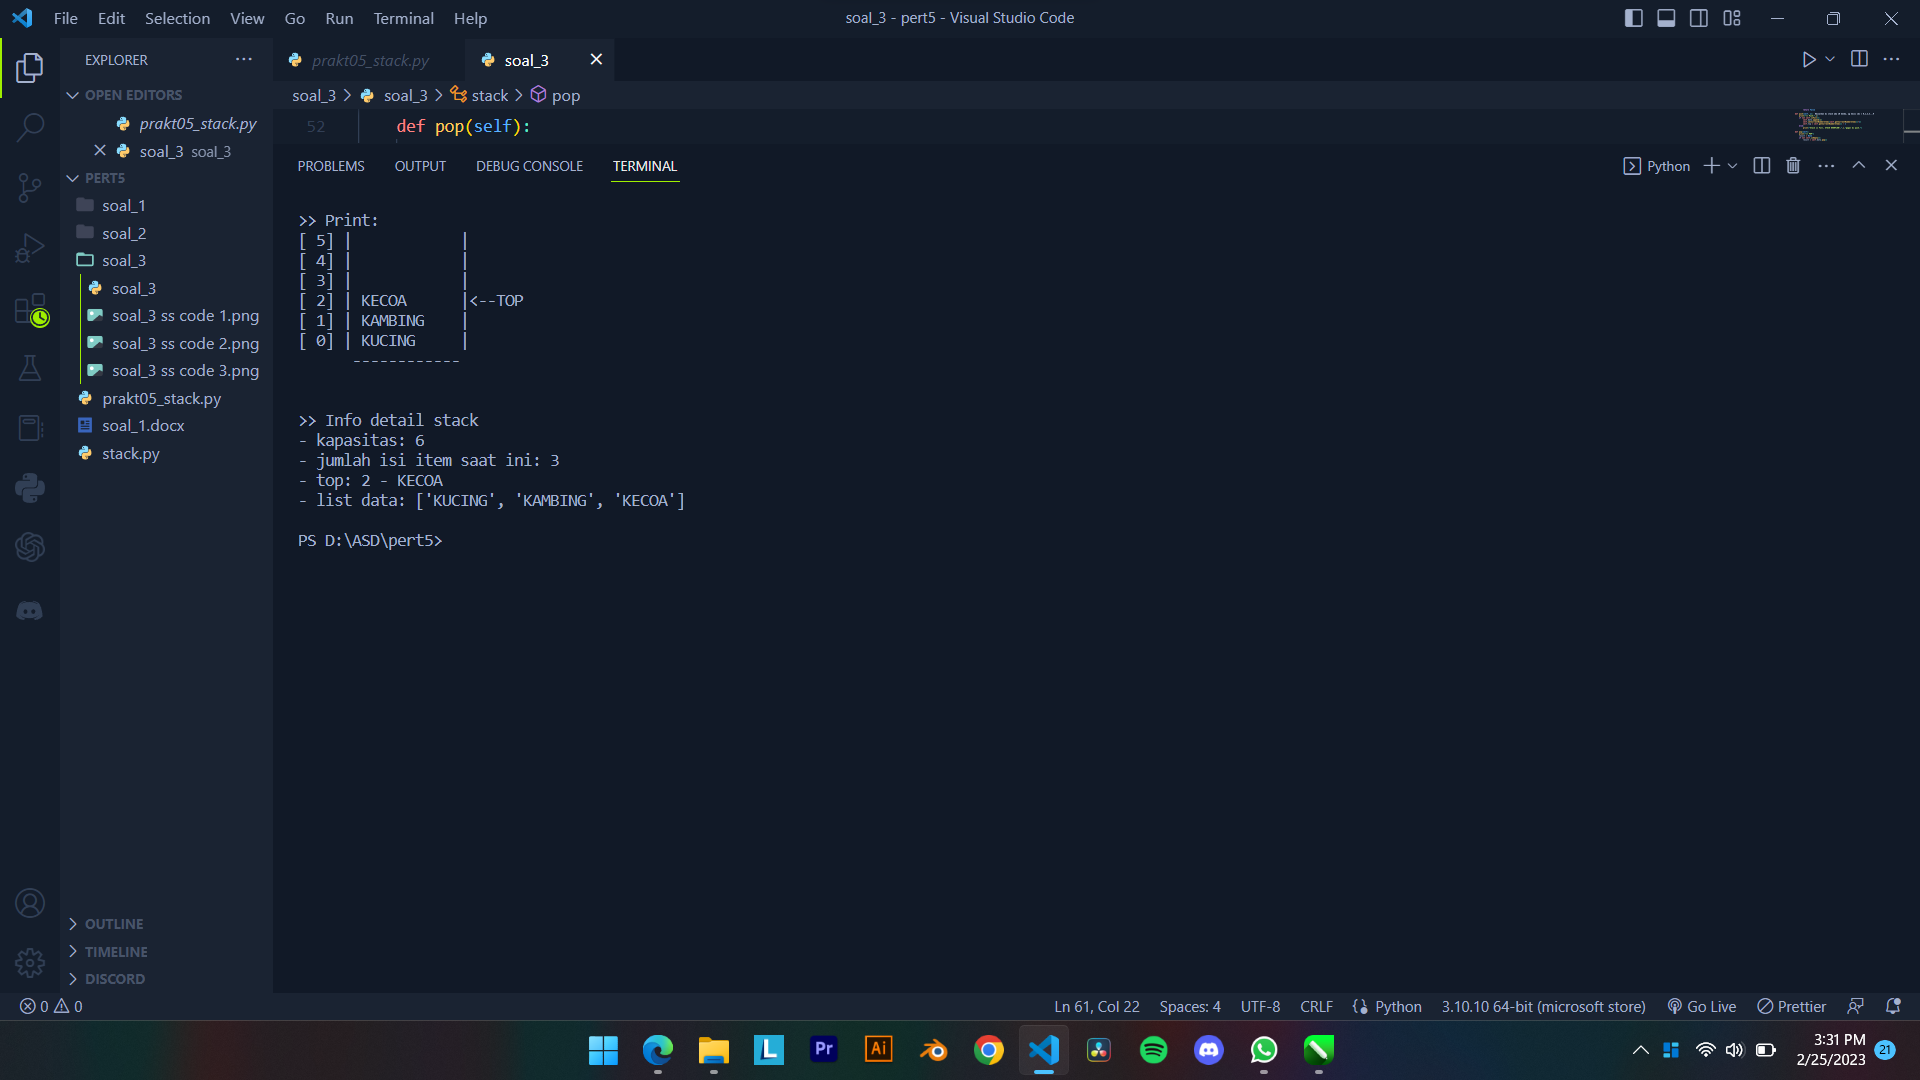 File Edit Selection View Go Run Terminal Help
soal_3 - pert5 - Visual Studio Code
EXPLORER
OPEN EDITORS
prakt05_stack.py
soal_3 soal_3
PERT5
soal_1
soal_2
soal_3
soal_3
soal_3 ss code 1.png
soal_3 ss code 2.png
soal_3 ss code 3.png
prakt05_stack.py
soal_1.docx
stack.py
OUTLINE
TIMELINE
DISCORD
prakt05_stack.py soal_3
soal_3 > soal_3 > stack > pop
52 def pop(self):
PROBLEMS OUTPUT DEBUG CONSOLE TERMINAL
Python
>> Print:
[ 5] |            |
[ 4] |            |
[ 3] |            |
[ 2] | KECOA      |<--TOP
[ 1] | KAMBING    |
[ 0] | KUCING     |
------------
>> Info detail stack
- kapasitas: 6
- jumlah isi item saat ini: 3
- top: 2 - KECOA
- list data: ['KUCING', 'KAMBING', 'KECOA']
PS D:\ASD\pert5>
0 0
Ln 61, Col 22 Spaces: 4 UTF-8 CRLF Python 3.10.10 64-bit (microsoft store) Go Live Prettier
L Pr Ai
3:31 PM
2/25/2023
21